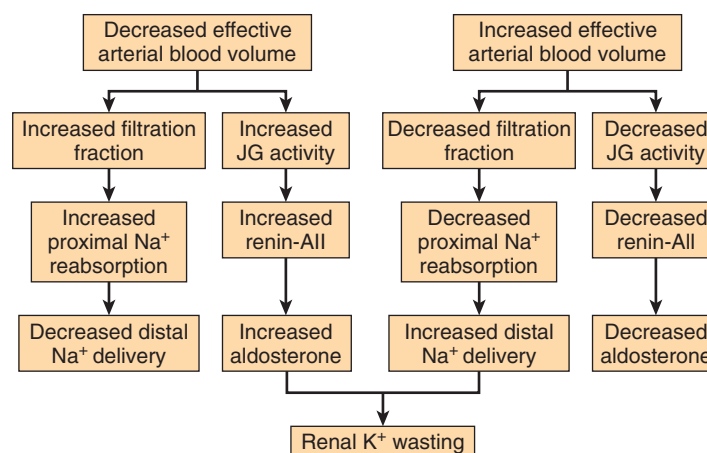 Decreased effective
arterial blood volume
Increased effective
arterial blood volume
Increased filtration
fraction
Increased
JG activity
Decreased filtration
fraction
Decreased
JG activity
Increased
proximal Na⁺
reabsorption
Increased
renin-AII
Decreased
proximal Na⁺
reabsorption
Decreased
renin-AII
Decreased distal
Na⁺ delivery
Increased
aldosterone
Increased distal
Na⁺ delivery
Decreased
aldosterone
Renal K⁺ wasting